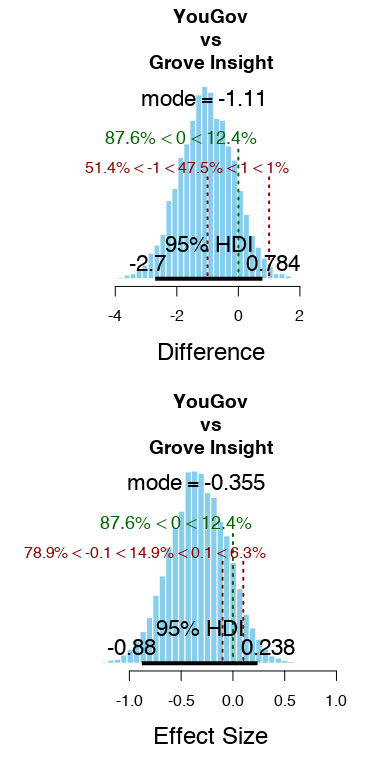 YouGov
vs
Grove Insight
mode = -1.11
87.6% < 0 < 12.4%
51.4% < -1 < 47.5% < 1 < 1%
95% HDI
-2.7 0.784
-4 -2 0 2
Difference
YouGov
vs
Grove Insight
mode = -0.355
87.6% < 0 < 12.4%
78.9% < -0.1 < 14.9% < 0.1 < 6.3%
95% HDI
-0.88 0.238
-1.0 -0.5 0.0 0.5 1.0
Effect Size